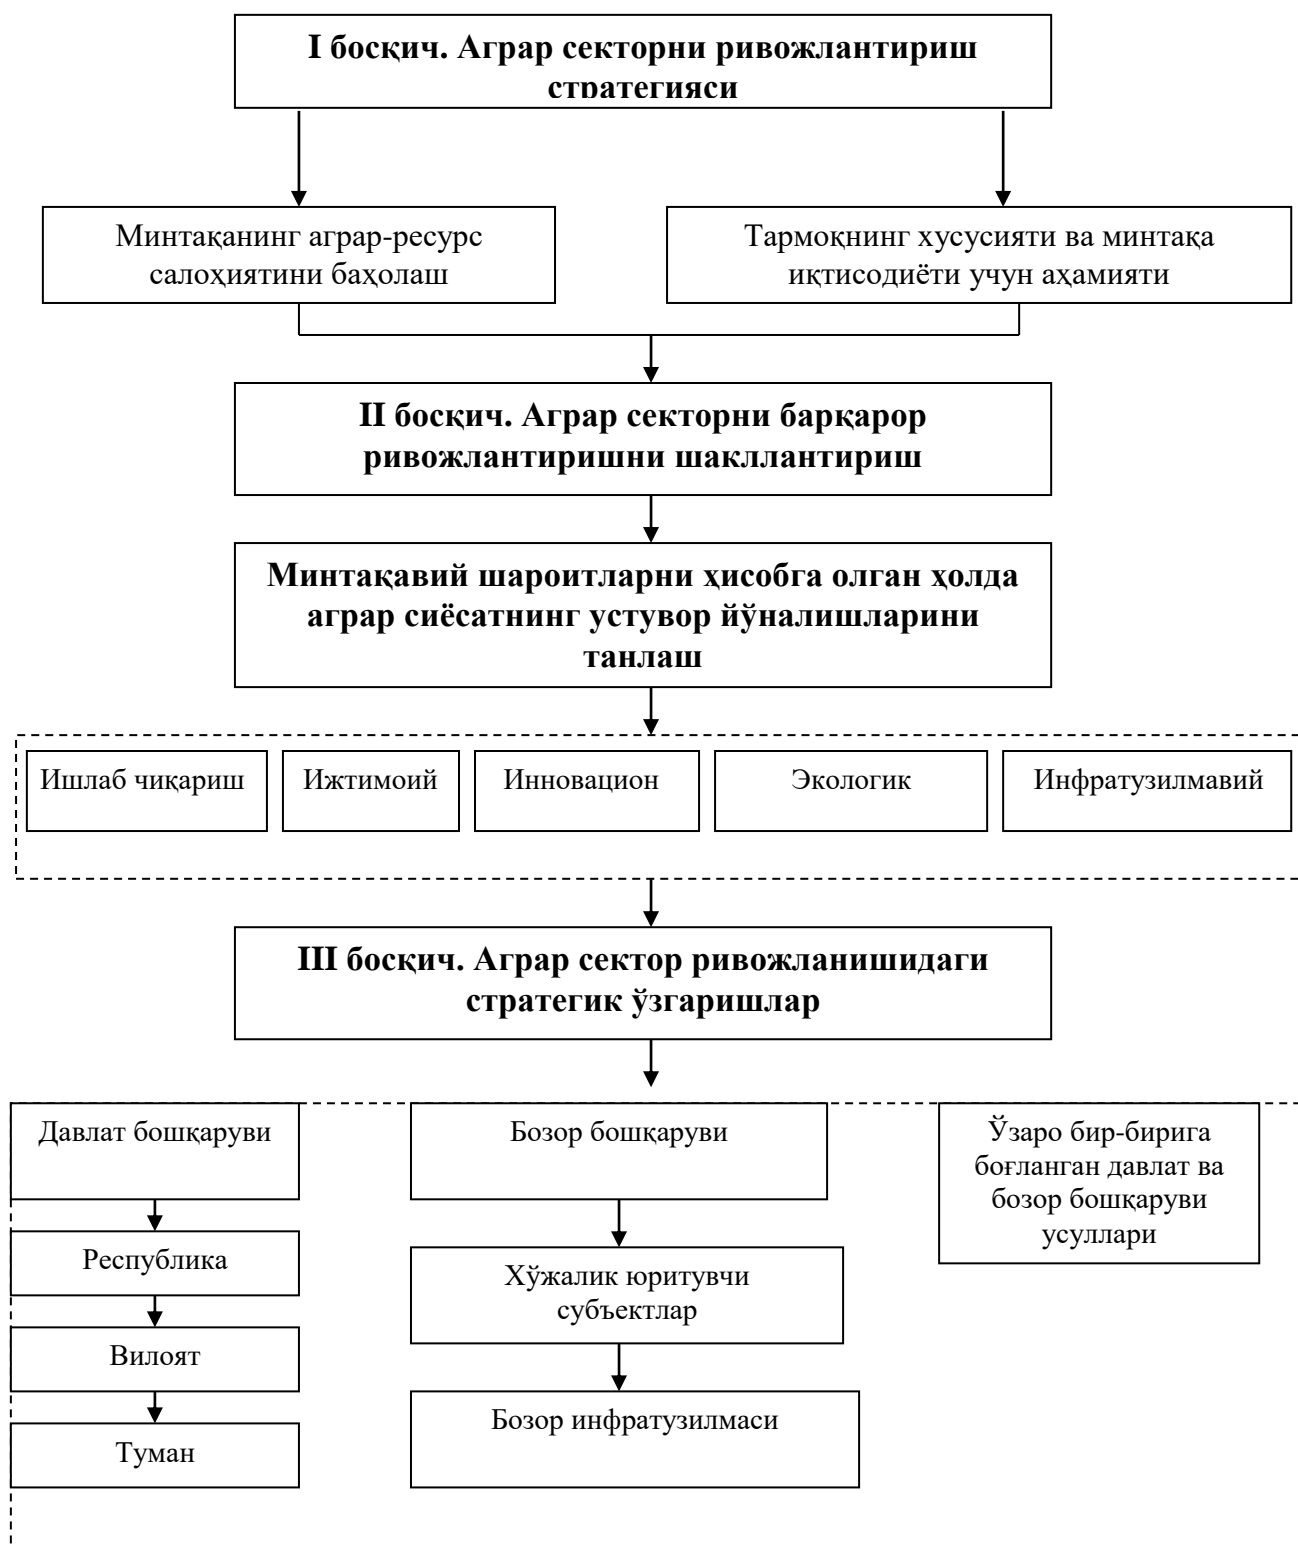 I босқич. Аграр секторни ривожлантириш
стратегияси
Минтақанинг аграр-ресурс
салоҳиятини баҳолаш
Тармоқнинг хусусияти ва минтақа
иқтисодиёти учун аҳамияти
II босқич. Аграр секторни барқарор
ривожлантиришни шакллантириш
Минтақавий шароитларни ҳисобга олган ҳолда
аграр сиёсатнинг устувор йўналишларини
танлаш
Ишлаб чиқариш
Ижтимоий
Инновацион
Экологик
Инфратузилмавий
III босқич. Аграр сектор ривожланишидаги
стратегик ўзгаришлар
Давлат бошқаруви
Республика
Вилоят
Туман
Бозор бошқаруви
Хўжалик юритувчи
субъектлар
Бозор инфратузилмаси
Ўзаро бир-бирига
боғланган давлат ва
бозор бошқаруви
усуллари